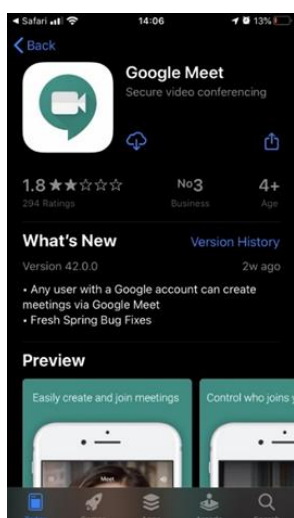 Safari 14:06 13%
Back
Google Meet
Secure video conferencing
1.8
No3
4+
294 Ratings
Business
Age
What's New
Version History
Version 42.0.0
2w ago
• Any user with a Google account can create
meetings via Google Meet
• Fresh Spring Bug Fixes
Preview
Easily create and join meetings
Control who joins
Meet